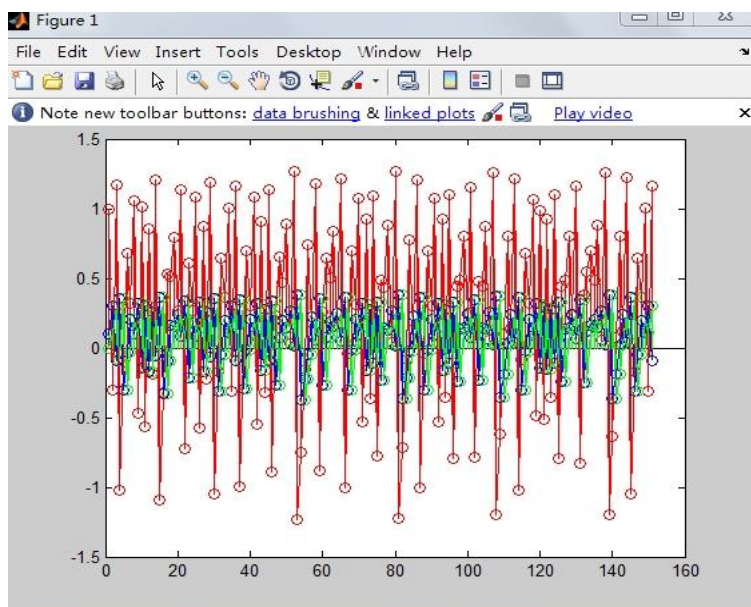 Figure 1
File Edit View Insert Tools Desktop Window Help
Note new toolbar buttons: data brushing & linked plots Play video
1.5
1
0.5
0
-0.5
-1
-1.5
0 20 40 60 80 100 120 140 160